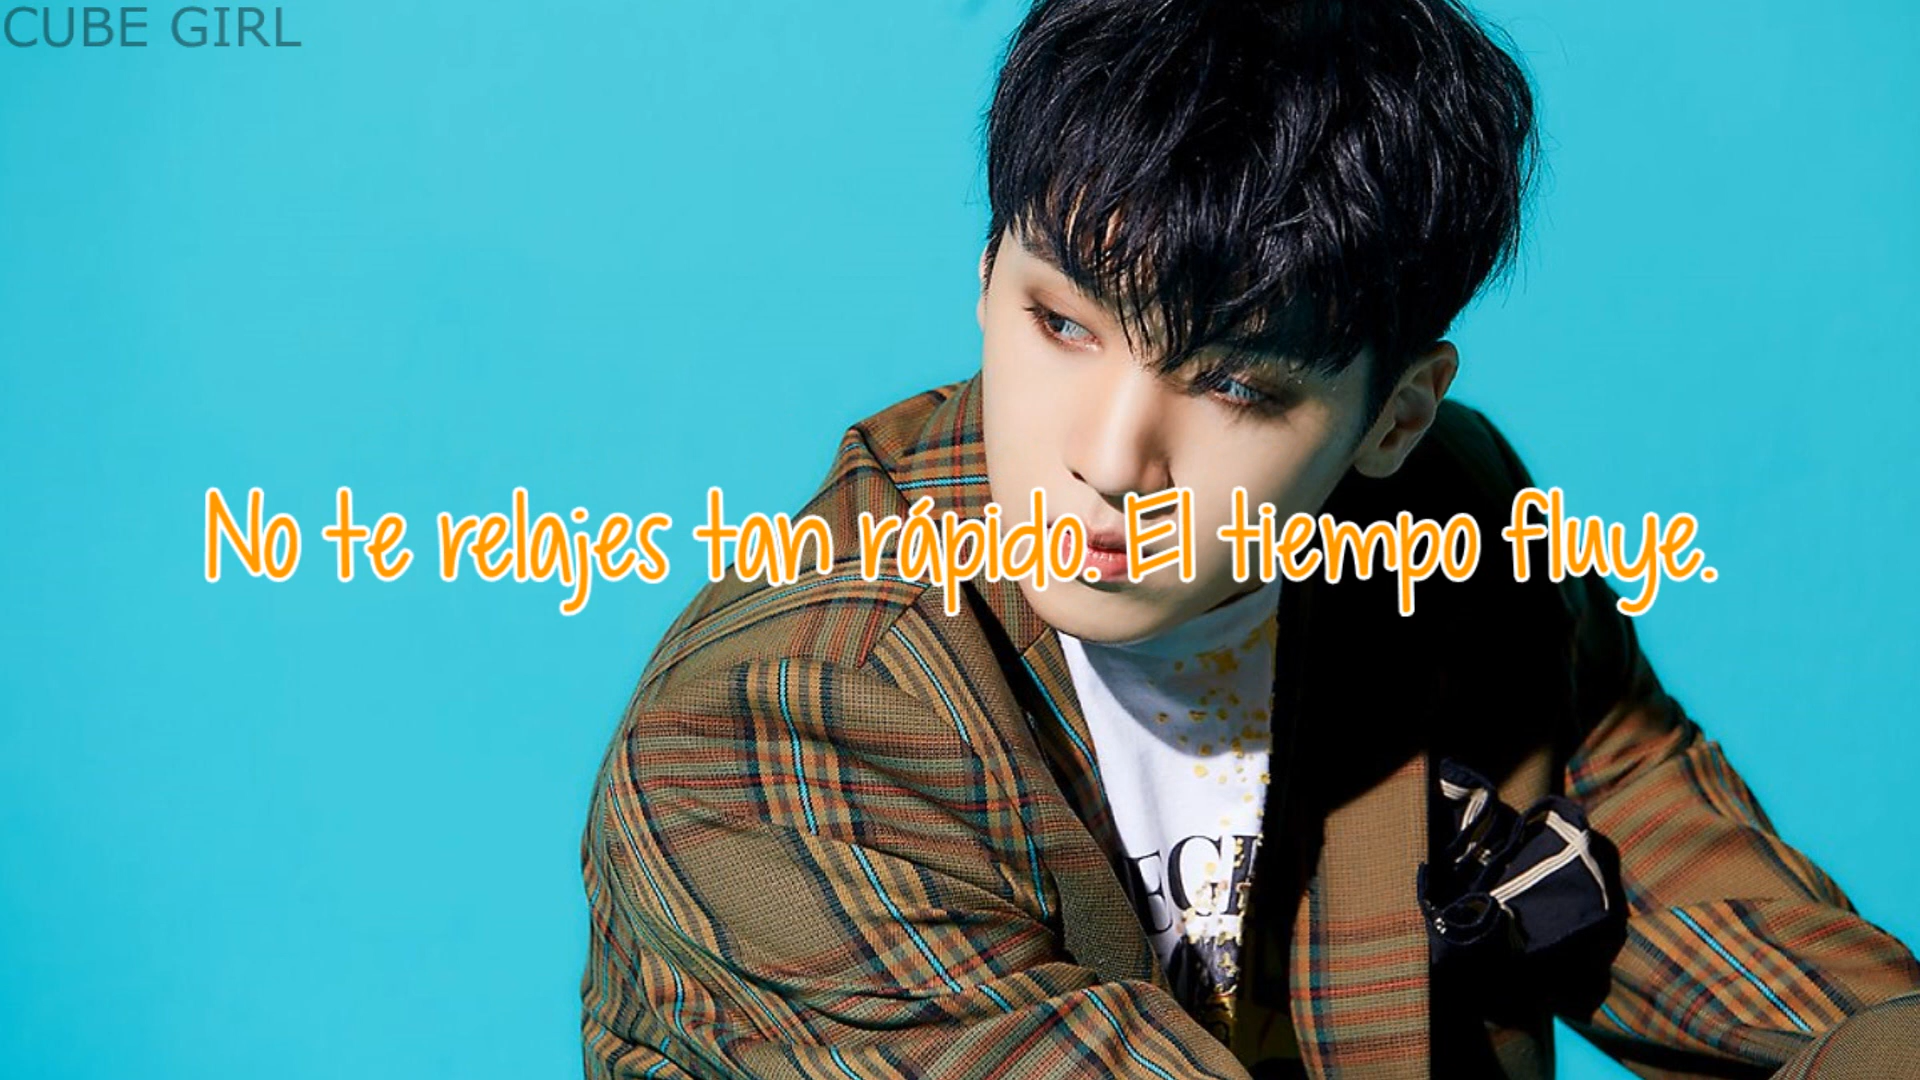 CUBE GIRL
No te relajes tan rápido. El tiempo fluye.